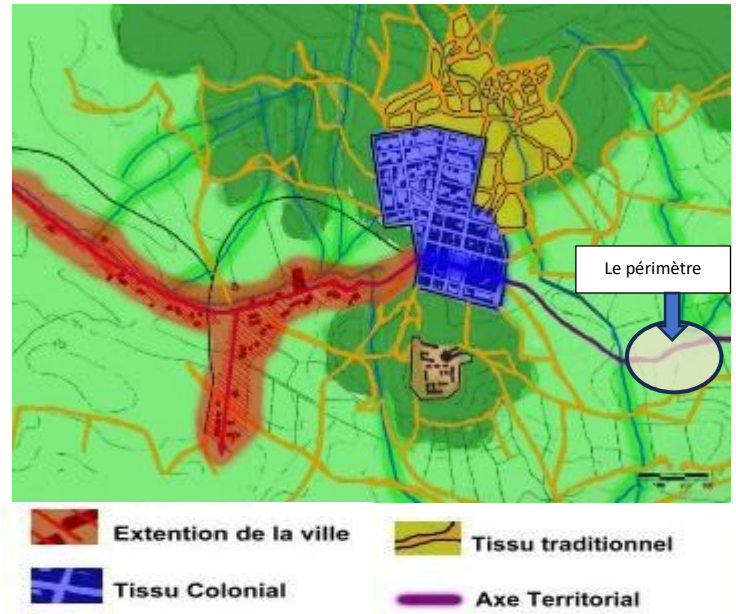 Le périmètre
Extention de la ville
Tissu traditionnel
Tissu Colonial
Axe Territorial